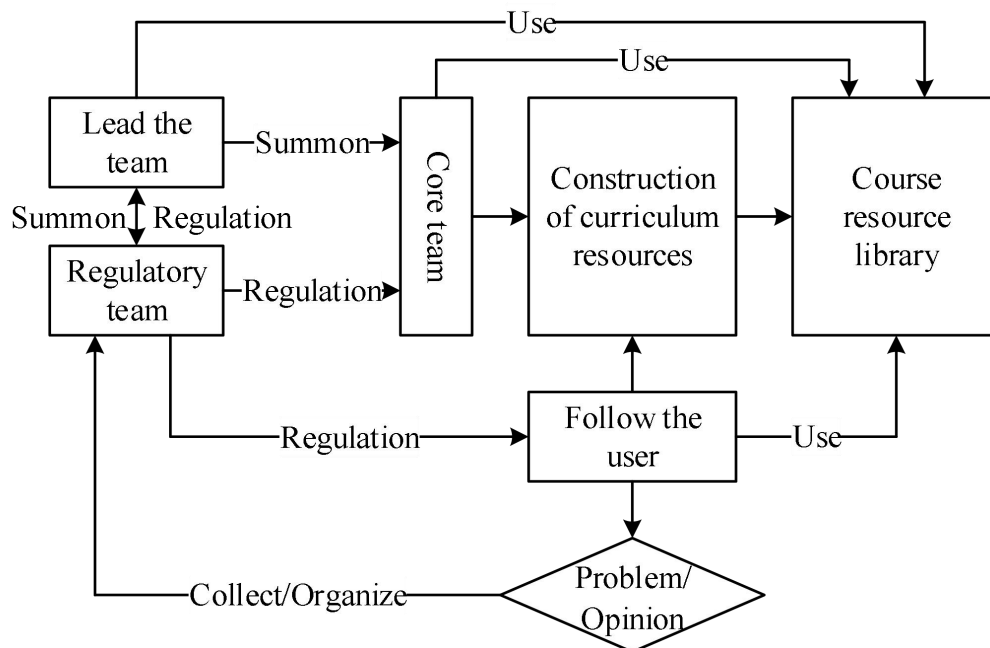 Use
Use
Lead the
team
Summon
Core team
Construction
of curriculum
resources
Course
resource
library
Summon
Regulation
Regulatory
team
Regulation
Regulation
Follow the
user
Use
Collect/Organize
Problem/
Opinion